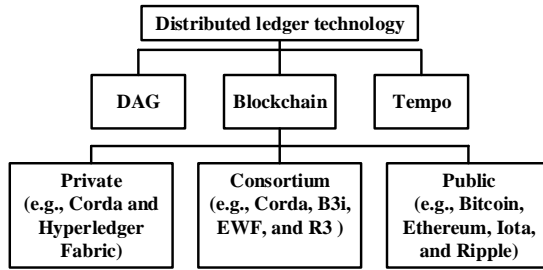 Distributed ledger technology
DAG
Blockchain
Tempo
Private
(e.g., Corda and
Hyperledger
Fabric)
Consortium
(e.g., Corda, B3i,
EWF, and R3 )
Public
(e.g., Bitcoin,
Ethereum, Iota,
and Ripple)